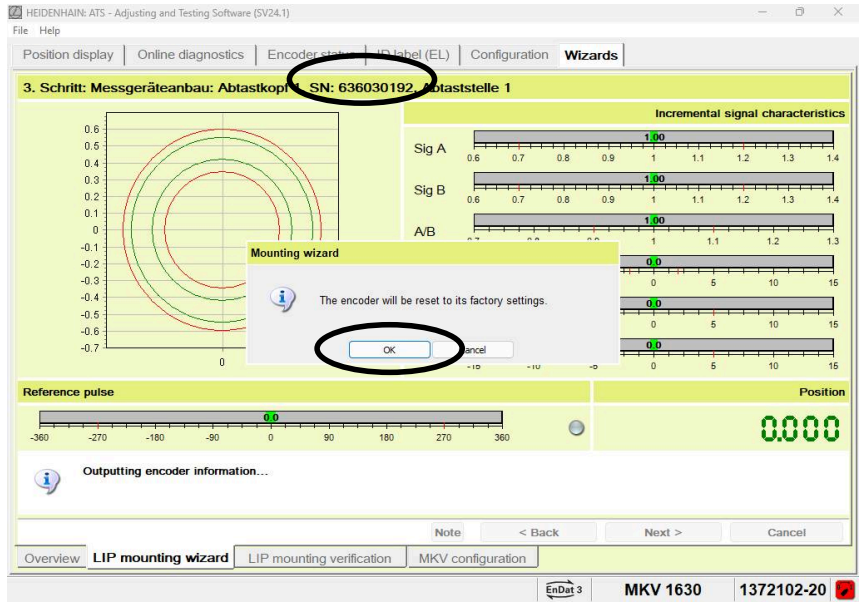 HEIDENHAIN: ATS - Adjusting and Testing Software (SV24.1)
File Help
Position display Online diagnostics Encoder status ID label (EL) Configuration Wizards
3. Schritt: Messgeräteanbau: Abtastkopf 1, SN: 636030192, Abtaststelle 1
Incremental signal characteristics
0.6
0.5
0.4
0.3
0.2
0.1
0
-0.1
-0.2
-0.3
-0.4
-0.5
-0.6
-0.7
0
1.00
Sig A
0.6 0.7 0.8 0.9 1 1.1 1.2 1.3 1.4
1.00
Sig B
0.6 0.7 0.8 0.9 1 1.1 1.2 1.3 1.4
1.00
A/B
1 1.1 1.2 1.3
0.0
0 5 10 15
0.0
0 5 10 15
0.0
-15 -10 -5 0 5 10 15
Mounting wizard
The encoder will be reset to its factory settings.
OK Cancel
Reference pulse
Position
0.0
-360 -270 -180 -90 0 90 180 270 360
0.000
Outputting encoder information...
Note < Back Next > Cancel
Overview LIP mounting wizard LIP mounting verification MKV configuration
EnDat 3 MKV 1630 1372102-20